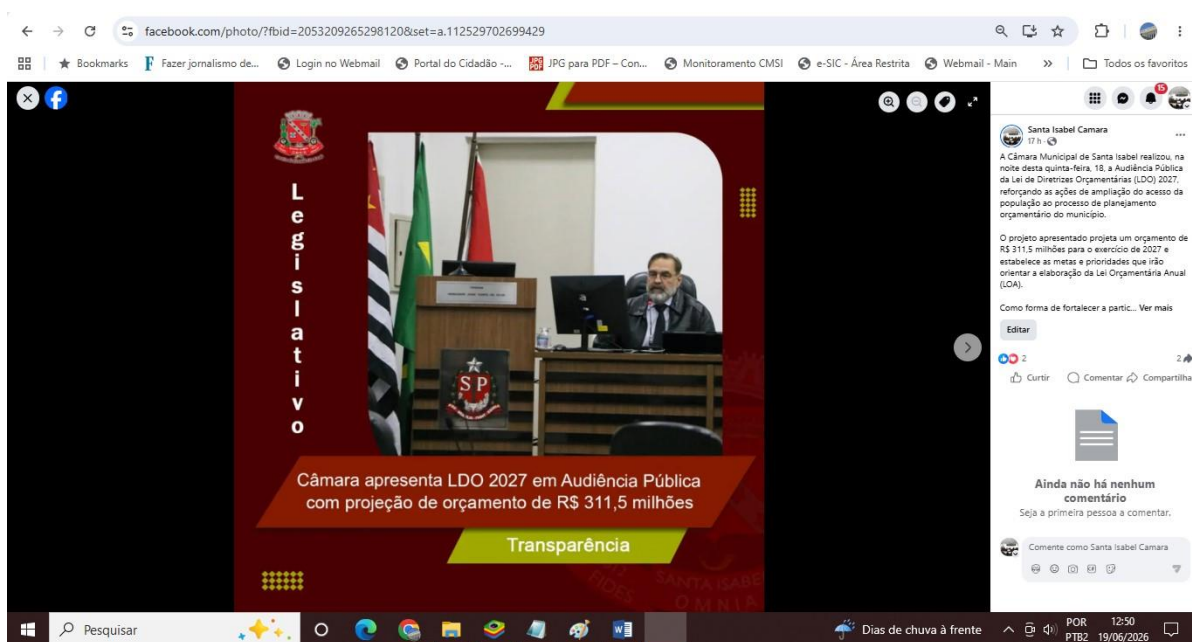 facebook.com/photo/?fbid=2053209265298120&set=a.112529702699429
Bookmarks
Fazer jornalismo de...
Login no Webmail
Portal do Cidadão -...
JPG para PDF – Con...
Monitoramento CMSI
e-SIC - Área Restrita
Webmail - Main
Todos os favoritos
Legislativo
SP
Câmara apresenta LDO 2027 em Audiência Pública
com projeção de orçamento de R$ 311,5 milhões
Transparência
SANTA ISABEL
OMNIA
FIDES
15
Santa Isabel Camara
17 h
A Câmara Municipal de Santa Isabel realizou, na
noite desta quinta-feira, 18, a Audiência Pública
da Lei de Diretrizes Orçamentárias (LDO) 2027,
reforçando as ações de ampliação do acesso da
população ao processo de planejamento
orçamentário do município.
O projeto apresentado projeta um orçamento de
R$ 311,5 milhões para o exercício de 2027 e
estabelece as metas e prioridades que irão
orientar a elaboração da Lei Orçamentária Anual
(LOA).
Como forma de fortalecer a partic... Ver mais
Editar
2
2
Curtir
Comentar
Compartilha
Ainda não há nenhum
comentário
Seja a primeira pessoa a comentar.
Comente como Santa Isabel Camara
Pesquisar
Dias de chuva à frente
POR
PTB2
12:50
19/06/2026